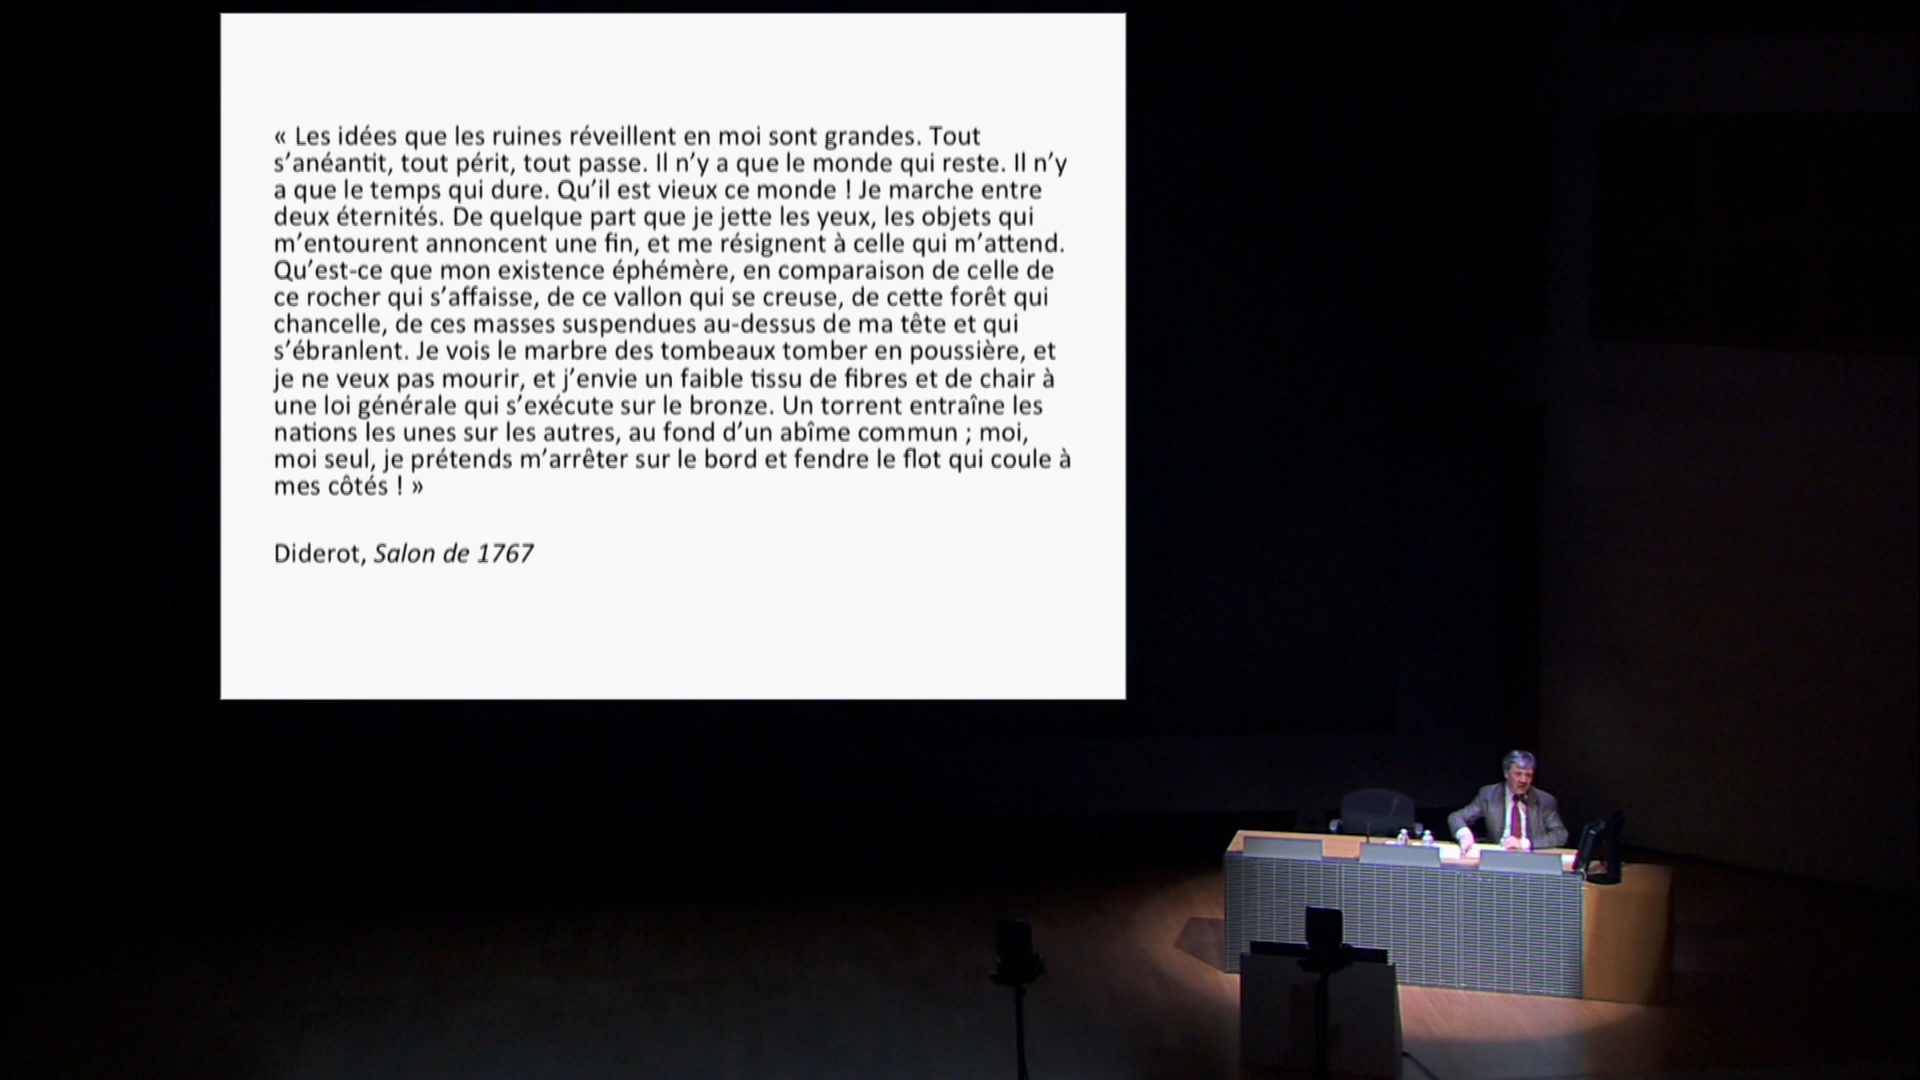 « Les idées que les ruines réveillent en moi sont grandes. Tout
s’anéantit, tout périt, tout passe. Il n’y a que le monde qui reste. Il n’y
a que le temps qui dure. Qu’il est vieux ce monde ! Je marche entre
deux éternités. De quelque part que je jette les yeux, les objets qui
m’entourent annoncent une fin, et me résignent à celle qui m’attend.
Qu’est-ce que mon existence éphémère, en comparaison de celle de
ce rocher qui s’affaisse, de ce vallon qui se creuse, de cette forêt qui
chancelle, de ces masses suspendues au-dessus de ma tête et qui
s’ébranlent. Je vois le marbre des tombeaux tomber en poussière, et
je ne veux pas mourir, et j’envie un faible tissu de fibres et de chair à
une loi générale qui s’exécute sur le bronze. Un torrent entraîne les
nations les unes sur les autres, au fond d’un abîme commun ; moi,
moi seul, je prétends m’arrêter sur le bord et fendre le flot qui coule à
mes côtés ! »
Diderot, Salon de 1767